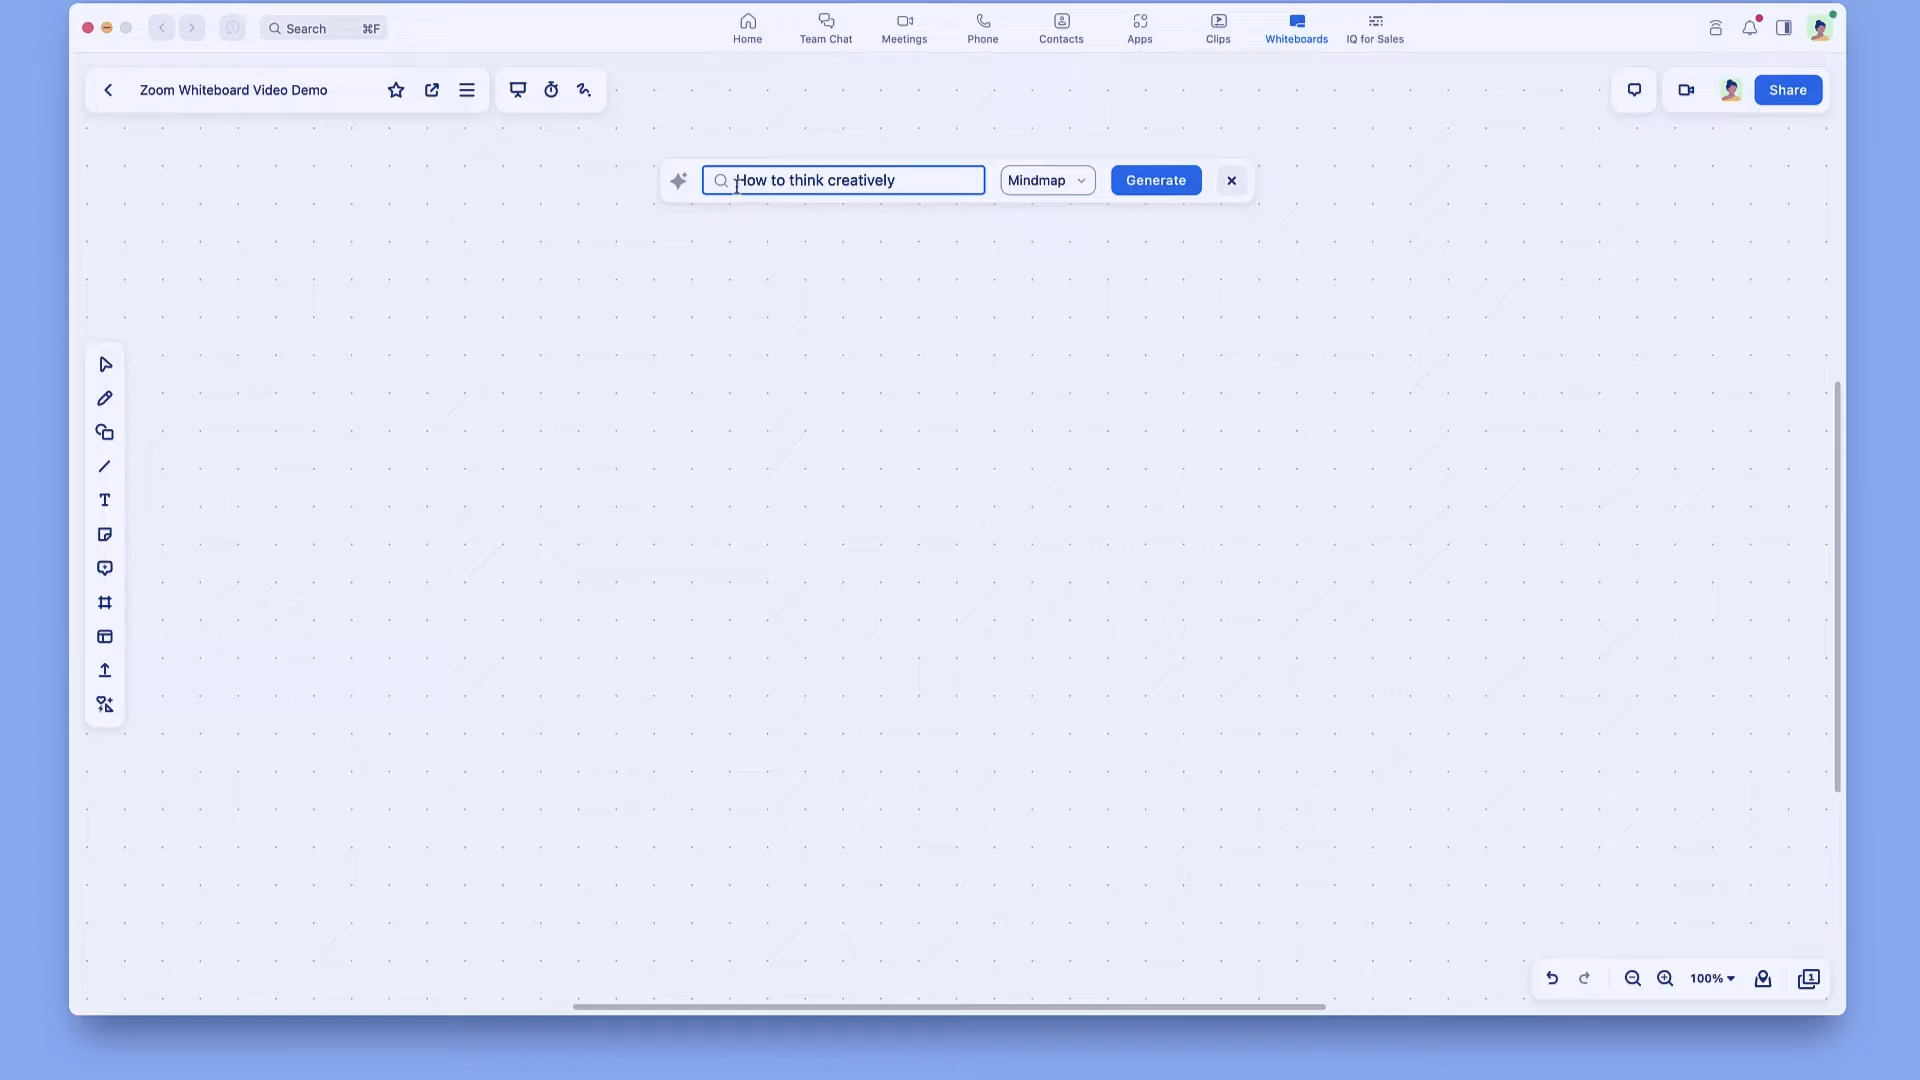 Search ⌘F
Home
Team Chat
Meetings
Phone
Contacts
Apps
Clips
Whiteboards
IQ for Sales
Zoom Whiteboard Video Demo
Share
How to think creatively
Mindmap
Generate
100%
1